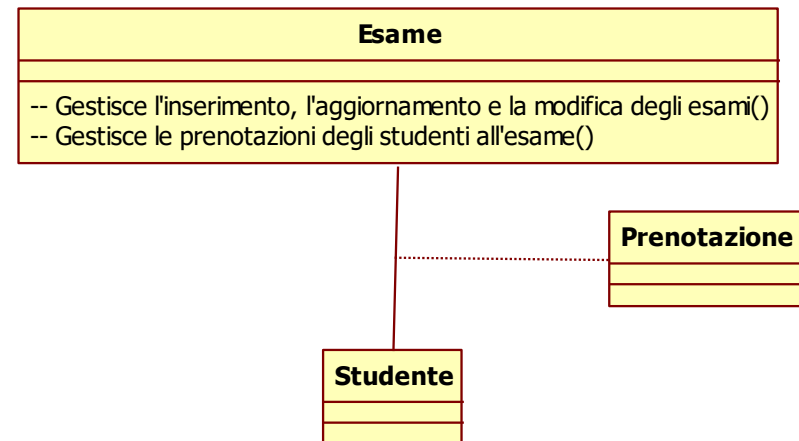 Esame
-- Gestisce l'inserimento, l'aggiornamento e la modifica degli esami()
-- Gestisce le prenotazioni degli studenti all'esame()
Prenotazione
Studente